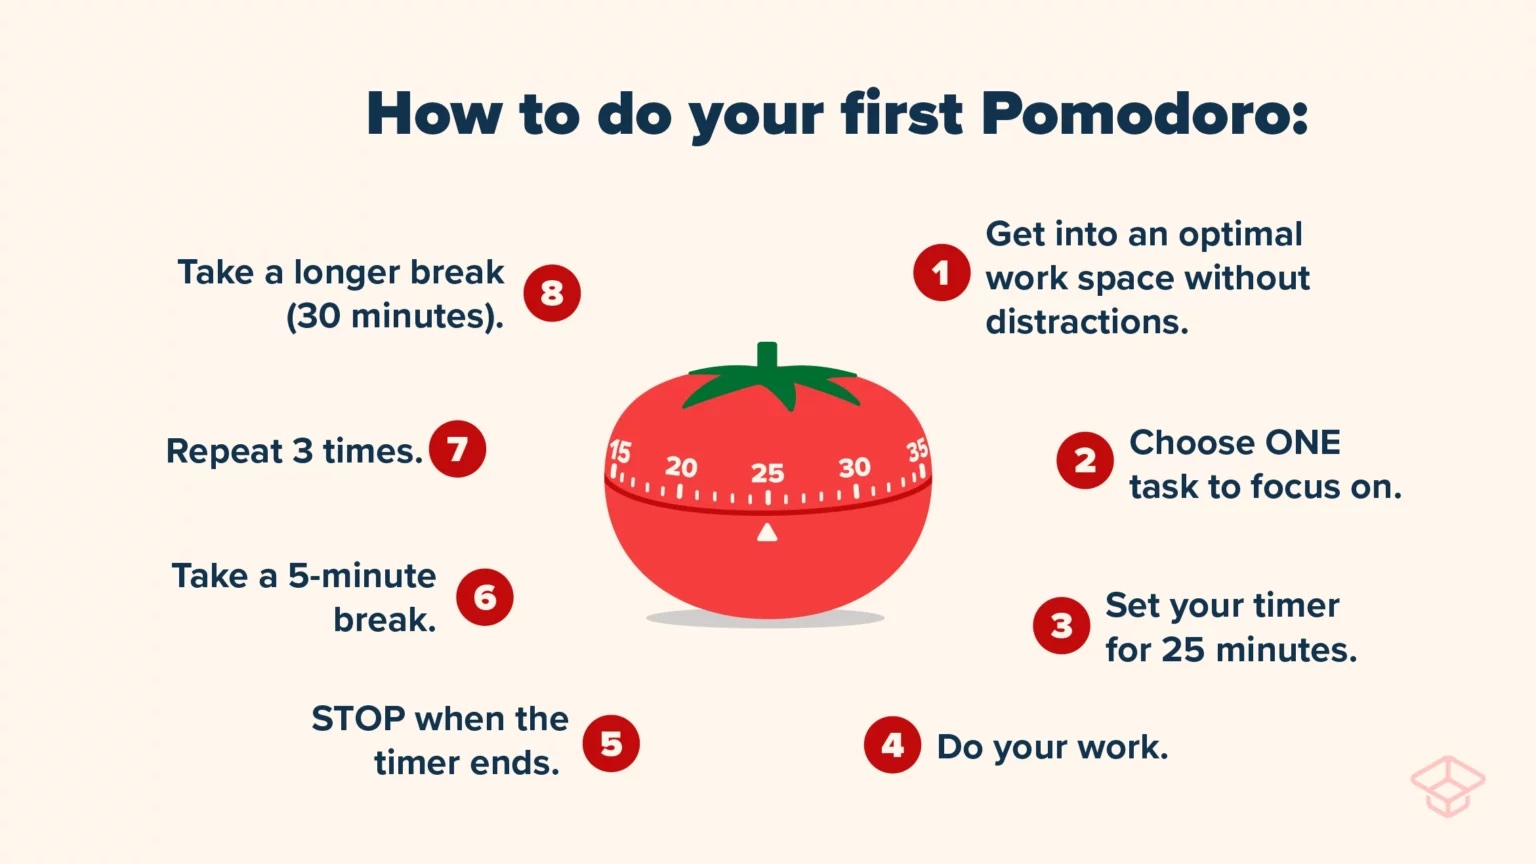 How to do your first Pomodoro:
1
Get into an optimal
work space without
distractions.
2
Choose ONE
task to focus on.
3
Set your timer
for 25 minutes.
4
Do your work.
5
STOP when the
timer ends.
6
Take a 5-minute
break.
7
Repeat 3 times.
8
Take a longer break
(30 minutes).
15 20 25 30 35